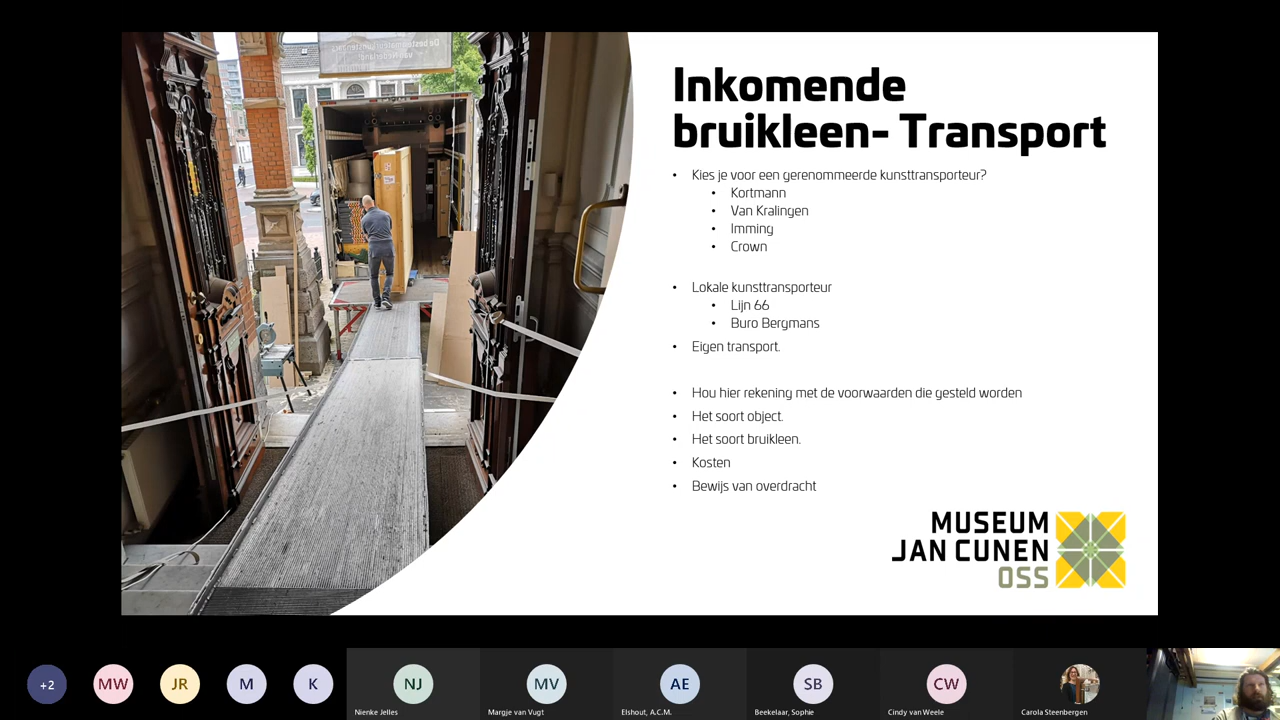 Inkomende
bruikleen- Transport
• Kies je voor een gerenommeerde kunsttransporteur?
• Kortmann
• Van Kralingen
• Imming
• Crown
• Lokale kunsttransporteur
• Lijn 66
• Buro Bergmans
• Eigen transport.
• Hou hier rekening met de voorwaarden die gesteld worden
• Het soort object.
• Het soort bruikleen.
• Kosten
• Bewijs van overdracht
MUSEUM
JAN CUNEN
OSS
+2
MW
JR
M
K
NJ
MV
AE
SB
CW
Nienke Jelles
Margje van Vugt
Elshout, A.C.M.
Beekelaar, Sophie
Cindy van Weele
Carola Steenbergen